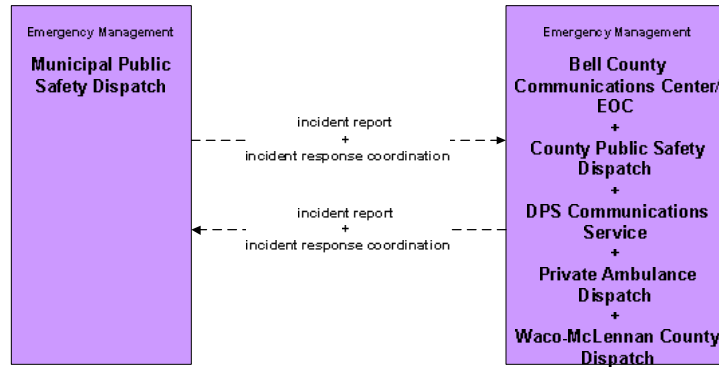 Emergency Management
Municipal Public
Safety Dispatch
incident report
+
incident response coordination
incident report
+
incident response coordination
Emergency Management
Bell County
Communications Center/
EOC
+
County Public Safety
Dispatch
+
DPS Communications
Service
+
Private Ambulance
Dispatch
+
Waco-McLennan County
Dispatch